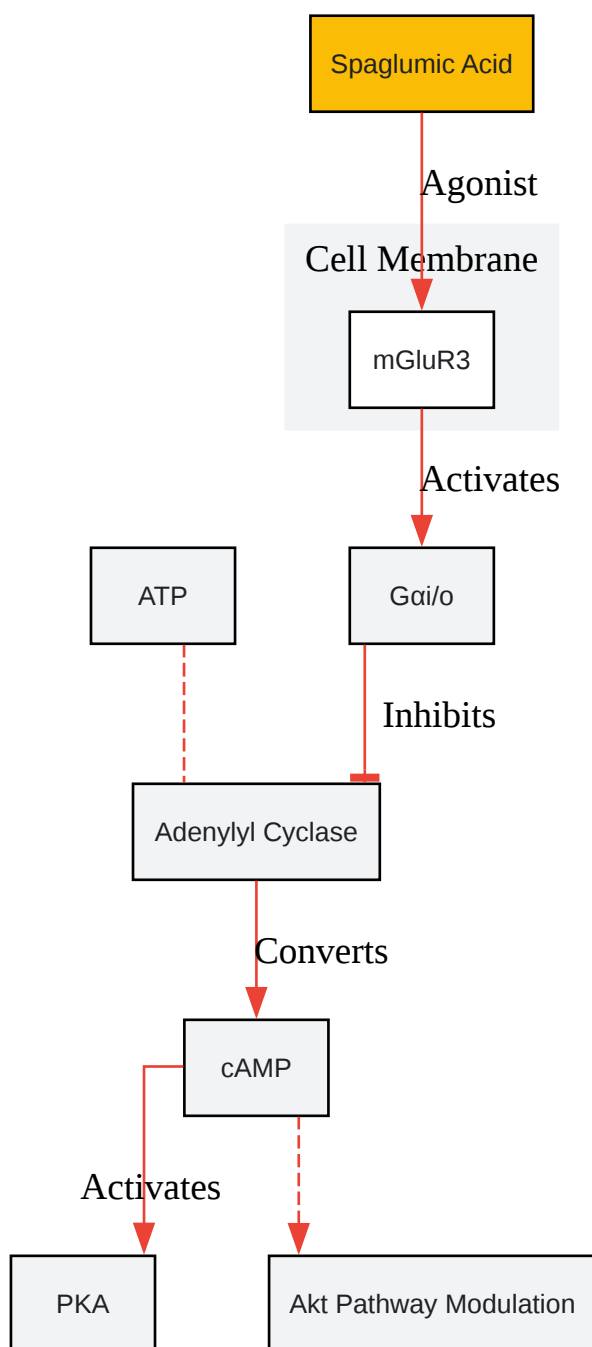 Spaglumic Acid
Agonist
Cell Membrane
mGluR3
Activates
ATP
Gαi/o
Inhibits
Adenylyl Cyclase
Converts
cAMP
Activates
PKA
Akt Pathway Modulation